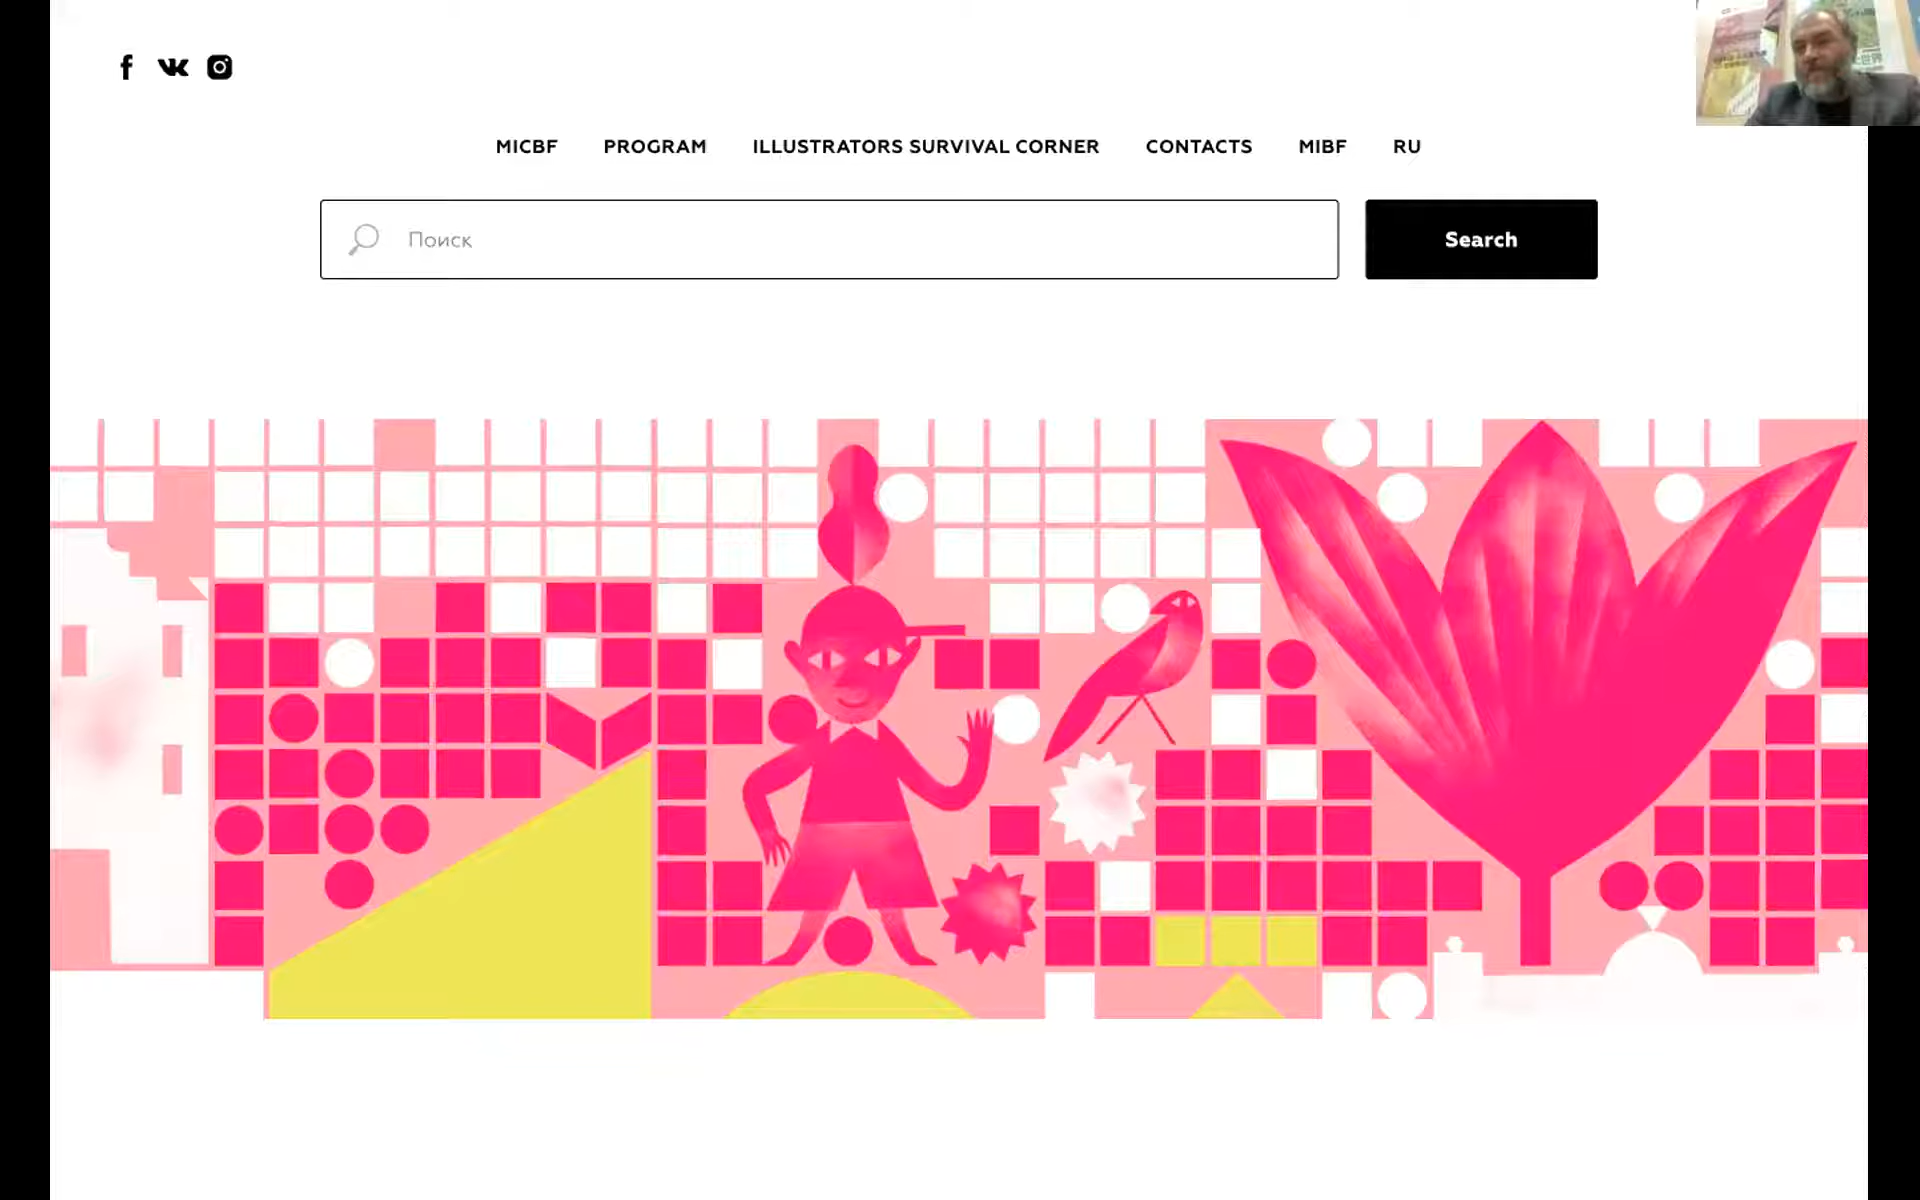 MICBF PROGRAM ILLUSTRATORS SURVIVAL CORNER CONTACTS MIBF RU
Поиск Search